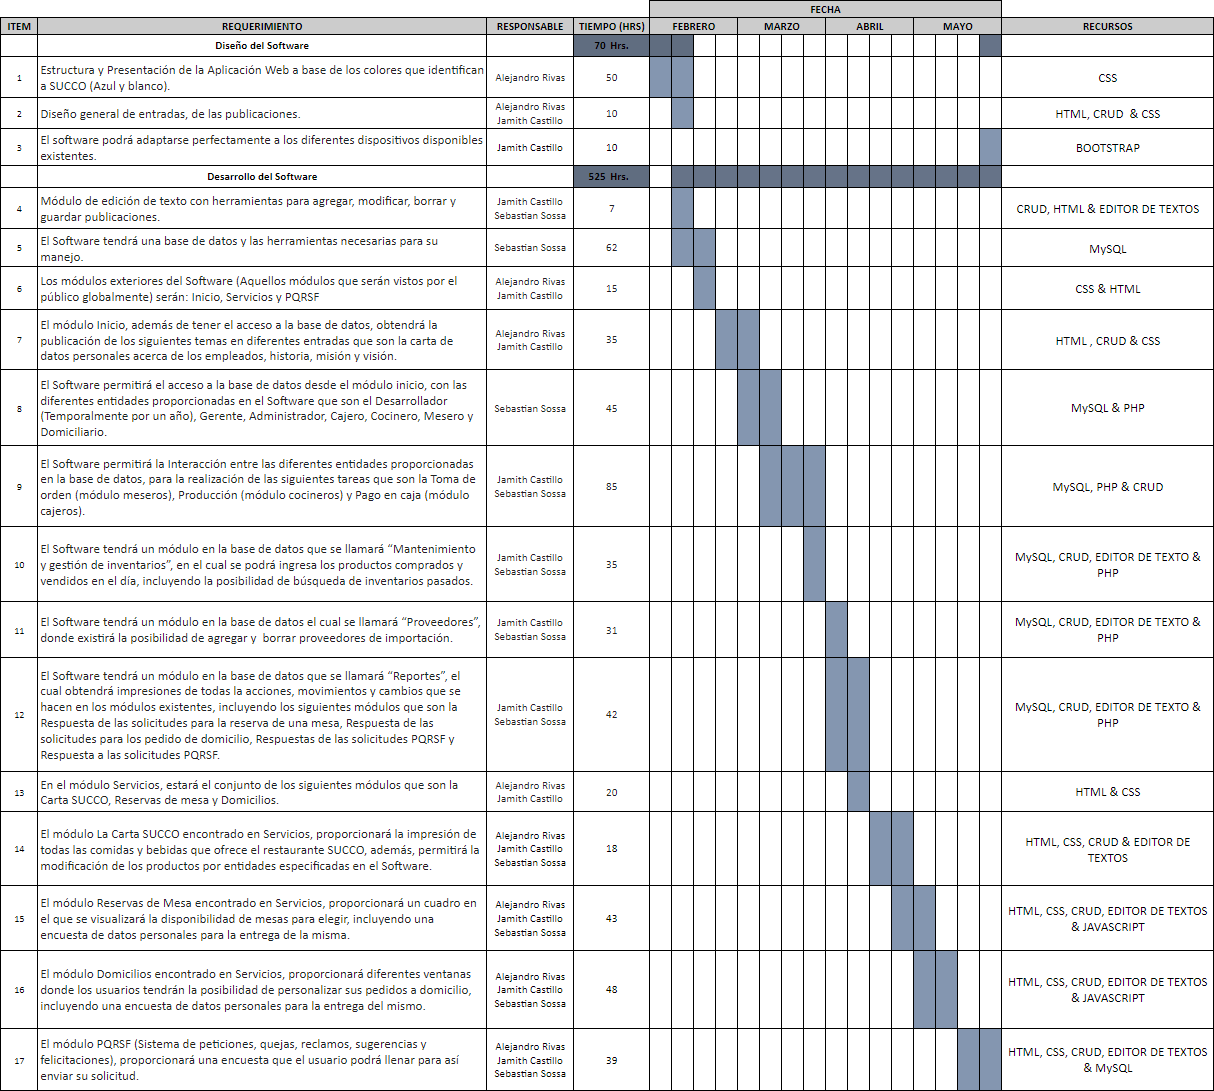 FECHA
ITEM REQUERIMIENTO RESPONSABLE TIEMPO (HRS) FEBRERO MARZO ABRIL MAYO RECURSOS
Diseño del Software 70 Hrs.
1 Estructura y Presentación de la Aplicación Web a base de los colores que identifican
a SUCCO (Azul y blanco).
Alejandro Rivas
50
CSS
2 Diseño general de entradas, de las publicaciones.
Alejandro Rivas
Jamith Castillo
10
HTML, CRUD & CSS
3 El software podrá adaptarse perfectamente a los diferentes dispositivos disponibles
existentes.
Jamith Castillo
10
BOOTSTRAP
Desarrollo del Software 525 Hrs.
4 Módulo de edición de texto con herramientas para agregar, modificar, borrar y
guardar publicaciones.
Jamith Castillo
Sebastian Sossa
7
CRUD, HTML & EDITOR DE TEXTOS
5 El Software tendrá una base de datos y las herramientas necesarias para su
manejo.
Sebastian Sossa
62
MySQL
6 Los módulos exteriores del Software (Aquellos módulos que serán vistos por el
público globalmente) serán: Inicio, Servicios y PQRSF
Alejandro Rivas
Jamith Castillo
15
CSS & HTML
7 El módulo Inicio, además de tener el acceso a la base de datos, obtendrá la
publicación de los siguientes temas en diferentes entradas que son la carta de
datos personales acerca de los empleados, historia, misión y visión.
Alejandro Rivas
Jamith Castillo
35
HTML , CRUD & CSS
8 El Software permitirá el acceso a la base de datos desde el módulo inicio, con las
diferentes entidades proporcionadas en el Software que son el Desarrollador
(Temporalmente por un año), Gerente, Administrador, Cajero, Cocinero, Mesero y
Domiciliario.
Sebastian Sossa
45
MySQL & PHP
9 El Software permitirá la Interacción entre las diferentes entidades proporcionadas
en la base de datos, para la realización de las siguientes tareas que son la Toma de
orden (módulo meseros), Producción (módulo cocineros) y Pago en caja (módulo
cajeros).
Jamith Castillo
Sebastian Sossa
85
MySQL, PHP & CRUD
10 El Software tendrá un módulo en la base de datos que se llamará “Mantenimiento
y gestión de inventarios”, en el cual se podrá ingresa los productos comprados y
vendidos en el día, incluyendo la posibilidad de búsqueda de inventarios pasados.
Jamith Castillo
Sebastian Sossa
35
MySQL, CRUD, EDITOR DE TEXTO &
PHP
11 El Software tendrá un módulo en la base de datos el cual se llamará “Proveedores”,
donde existirá la posibilidad de agregar y borrar proveedores de importación.
Jamith Castillo
Sebastian Sossa
31
MySQL, CRUD, EDITOR DE TEXTO &
PHP
12 El Software tendrá un módulo en la base de datos que se llamará “Reportes”, el
cual obtendrá impresiones de todas la acciones, movimientos y cambios que se
hacen en los módulos existentes, incluyendo los siguientes módulos que son la
Respuesta de las solicitudes para la reserva de una mesa, Respuesta de las
solicitudes para los pedido de domicilio, Respuestas de las solicitudes PQRSF y
Respuesta a las solicitudes PQRSF.
Jamith Castillo
Sebastian Sossa
42
MySQL, CRUD, EDITOR DE TEXTO &
PHP
13 En el módulo Servicios, estará el conjunto de los siguientes módulos que son la
Carta SUCCO, Reservas de mesa y Domicilios.
Alejandro Rivas
Jamith Castillo
20
HTML & CSS
14 El módulo La Carta SUCCO encontrado en Servicios, proporcionará la impresión de
todas las comidas y bebidas que ofrece el restaurante SUCCO, además, permitirá la
modificación de los productos por entidades especificadas en el Software.
Alejandro Rivas
Jamith Castillo
Sebastian Sossa
18
HTML, CSS, CRUD & EDITOR DE
TEXTOS
15 El módulo Reservas de Mesa encontrado en Servicios, proporcionará un cuadro en
el que se visualizará la disponibilidad de mesas para elegir, incluyendo una
encuesta de datos personales para la entrega de la misma.
Alejandro Rivas
Jamith Castillo
Sebastian Sossa
43
HTML, CSS, CRUD, EDITOR DE TEXTOS
& JAVASCRIPT
16 El módulo Domicilios encontrado en Servicios, proporcionará diferentes ventanas
donde los usuarios tendrán la posibilidad de personalizar sus pedidos a domicilio,
incluyendo una encuesta de datos personales para la entrega del mismo.
Alejandro Rivas
Jamith Castillo
Sebastian Sossa
48
HTML, CSS, CRUD, EDITOR DE TEXTOS
& JAVASCRIPT
17 El módulo PQRSF (Sistema de peticiones, quejas, reclamos, sugerencias y
felicitaciones), proporcionará una encuesta que el usuario podrá llenar para así
enviar su solicitud.
Alejandro Rivas
Jamith Castillo
Sebastian Sossa
39
HTML, CSS, CRUD, EDITOR DE TEXTOS
& MySQL